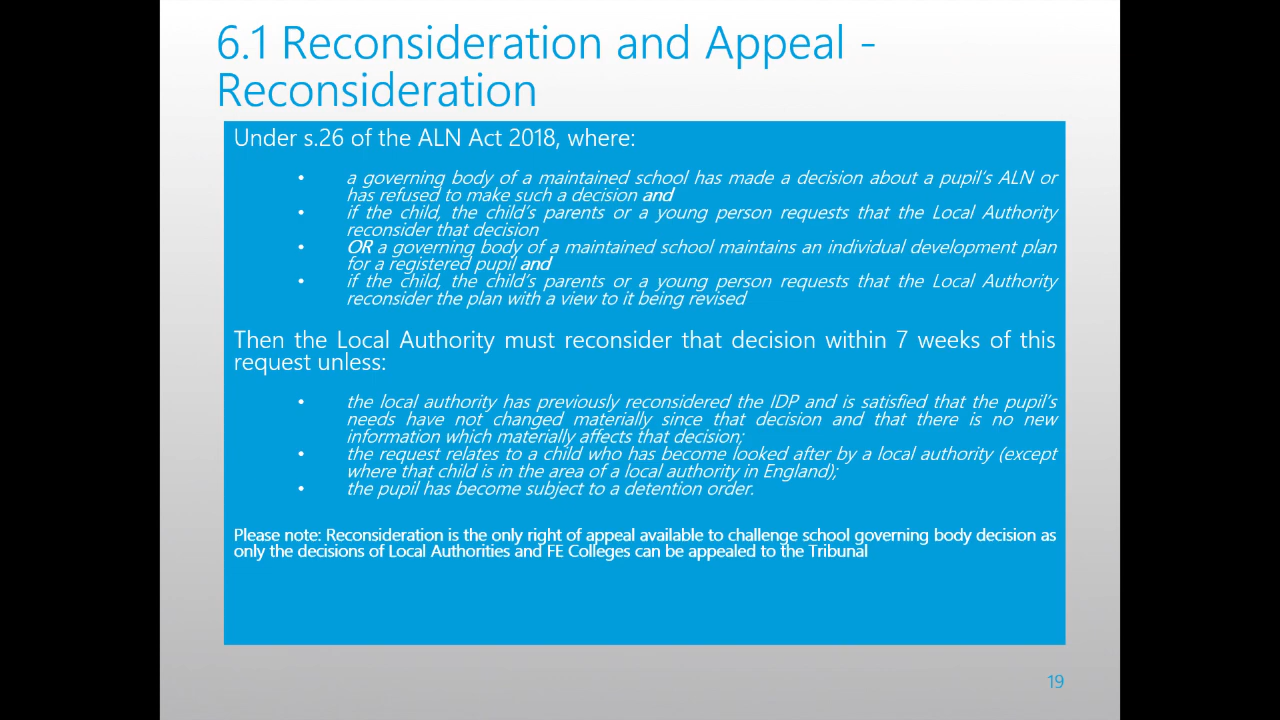 6.1 Reconsideration and Appeal -
Reconsideration
Under s.26 of the ALN Act 2018, where:
• a governing body of a maintained school has made a decision about a pupil's ALN or
has refused to make such a decision and
• if the child, the child's parents or a young person requests that the Local Authority
reconsider that decision
• OR a governing body of a maintained school maintains an individual development plan
for a registered pupil and
• if the child, the child's parents or a young person requests that the Local Authority
reconsider the plan with a view to it being revised
Then the Local Authority must reconsider that decision within 7 weeks of this
request unless:
• the local authority has previously reconsidered the IDP and is satisfied that the pupil's
needs have not changed materially since that decision and that there is no new
information which materially affects that decision;
• the request relates to a child who has become looked after by a local authority (except
where that child is in the area of a local authority in England);
• the pupil has become subject to a detention order.
Please note: Reconsideration is the only right of appeal available to challenge school governing body decision as
only the decisions of Local Authorities and FE Colleges can be appealed to the Tribunal
19